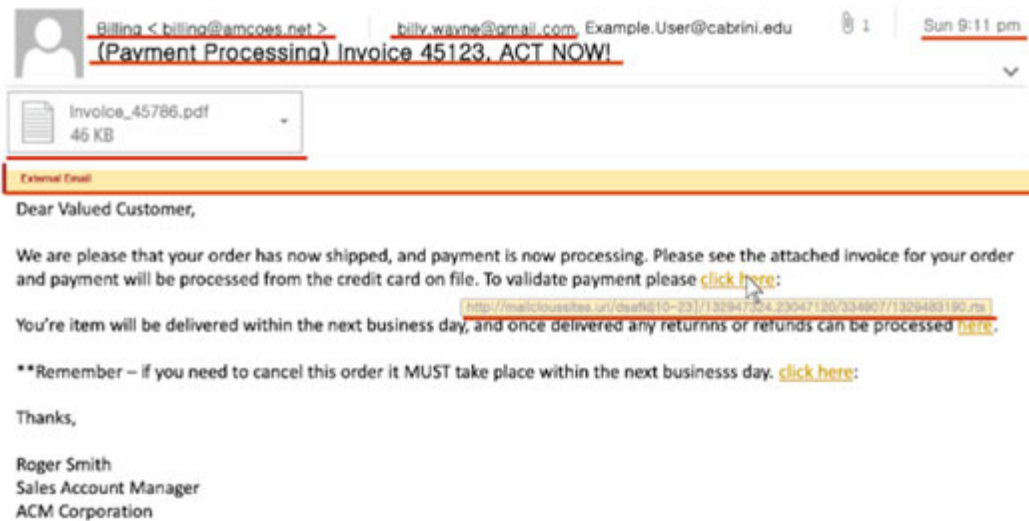 Billing < billing@amcoes.net > billy.wayne@gmail.com, Example.User@cabrini.edu 1 Sun 9:11 pm
(Payment Processing) Invoice 45123, ACT NOW!
Invoice_45786.pdf
46 KB
External Email
Dear Valued Customer,
We are please that your order has now shipped, and payment is now processing. Please see the attached invoice for your order
and payment will be processed from the credit card on file. To validate payment please click here:
You're item will be delivered within the next business day, and once delivered any returnns or refunds can be processed here.
**Remember – if you need to cancel this order it MUST take place within the next businesss day. click here:
Thanks,
Roger Smith
Sales Account Manager
ACM Corporation